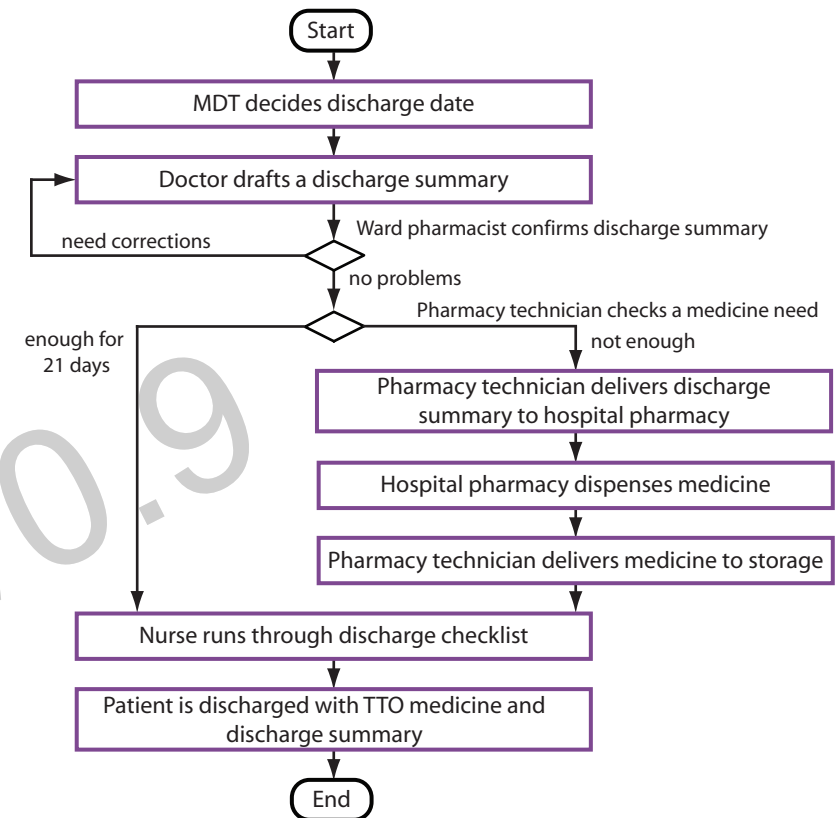 Start
MDT decides discharge date
Doctor drafts a discharge summary
Ward pharmacist confirms discharge summary
need corrections
no problems
Pharmacy technician checks a medicine need
enough for
21 days
not enough
Pharmacy technician delivers discharge
summary to hospital pharmacy
Hospital pharmacy dispenses medicine
Pharmacy technician delivers medicine to storage
Nurse runs through discharge checklist
Patient is discharged with TTO medicine and
discharge summary
End
0.9